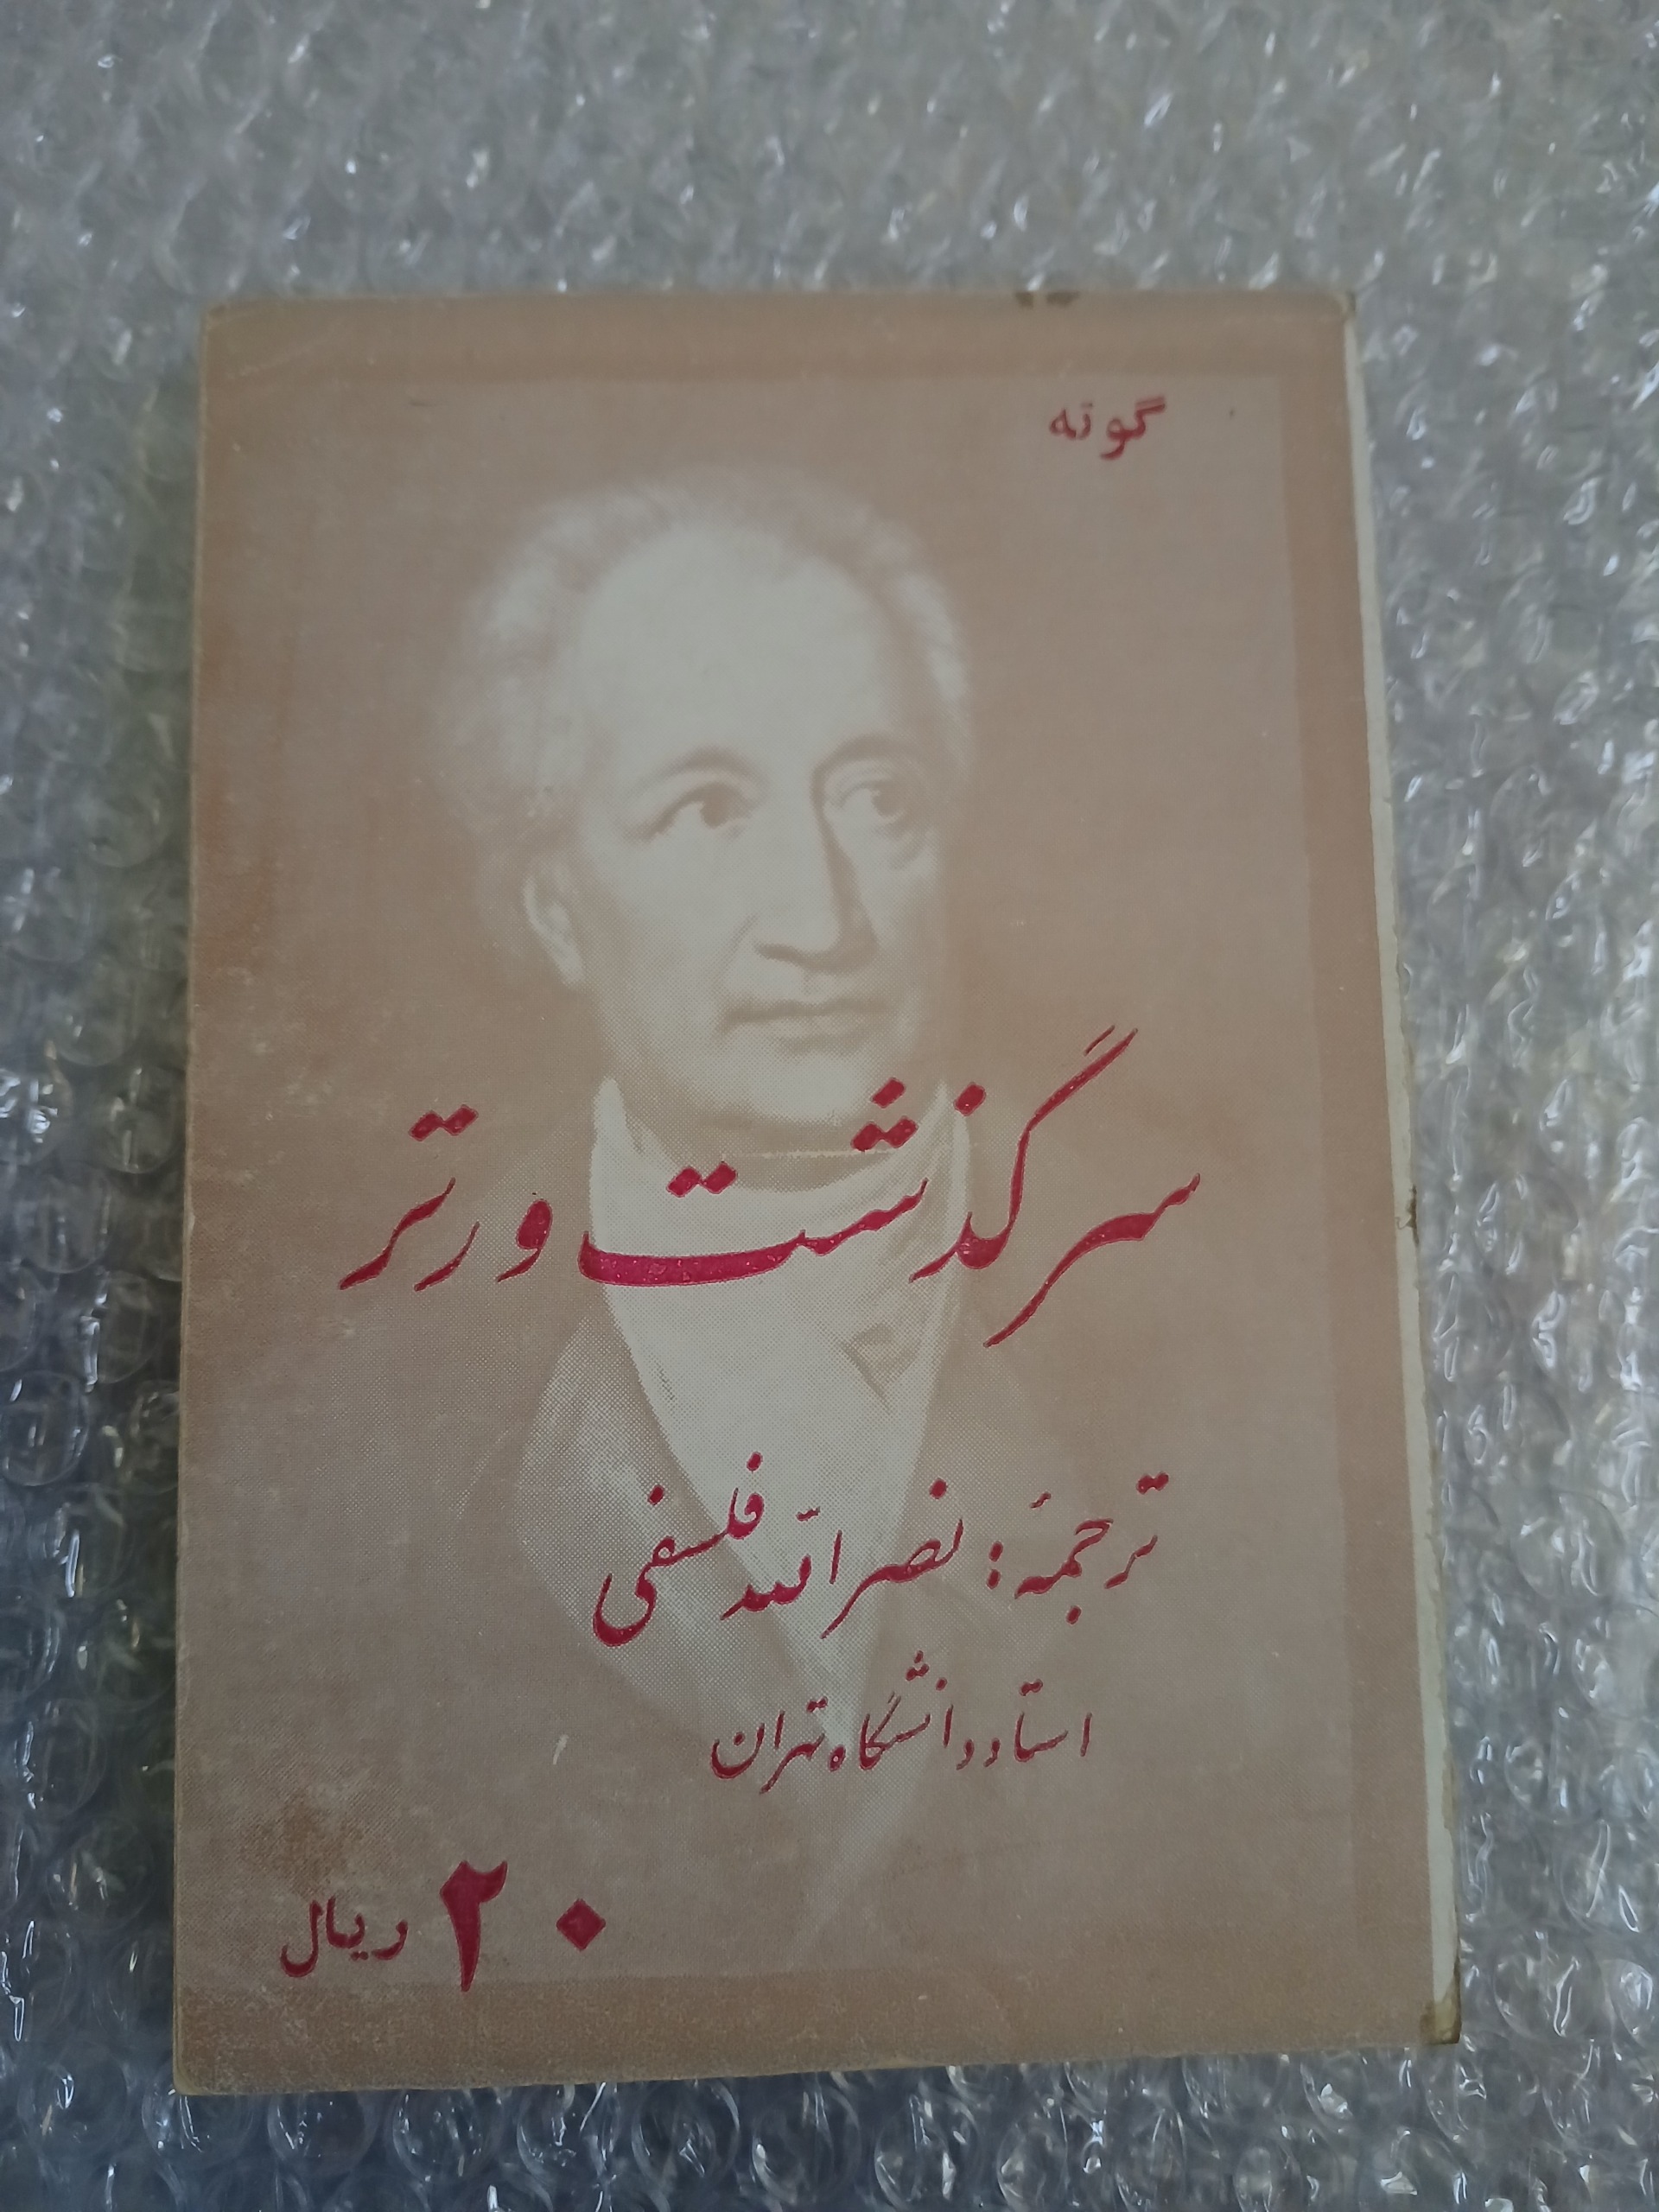 گوته
سرگذشت ورتر
ترجمهٔ: نصرالله فلسفی
استاد دانشگاه تهران
۲۰ ریال